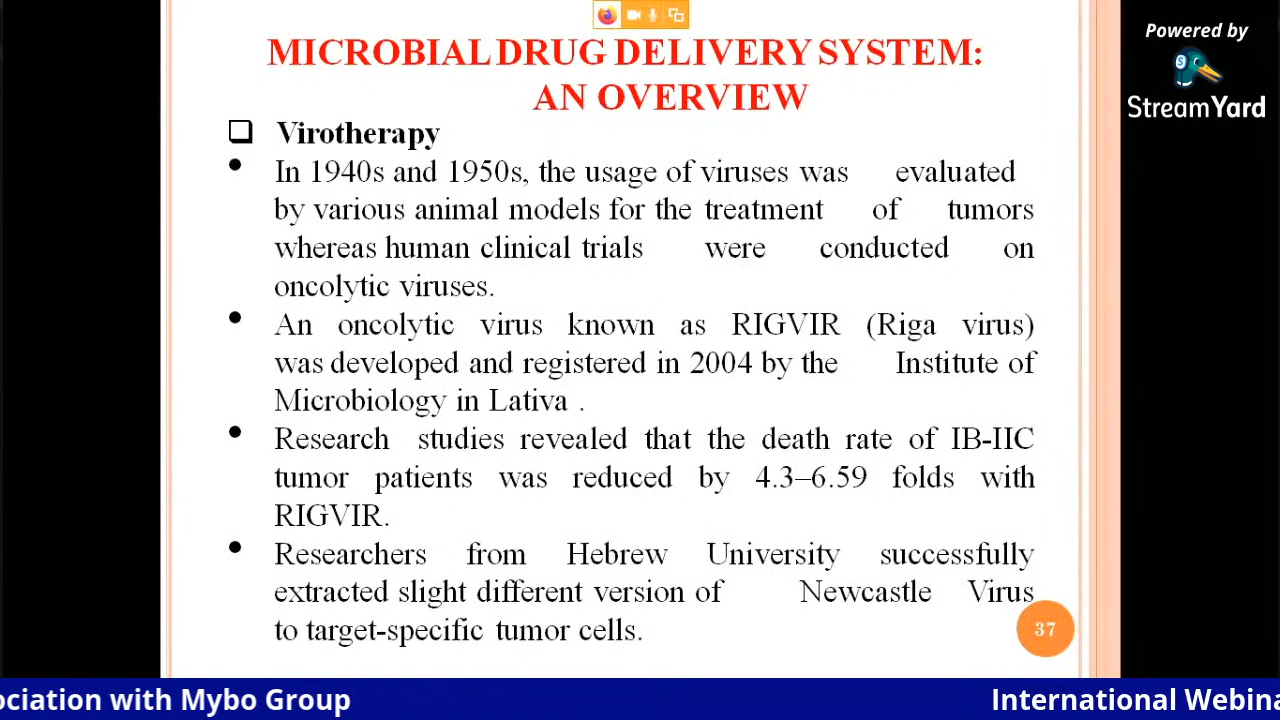 Powered by
StreamYard
MICROBIAL DRUG DELIVERY SYSTEM:
AN OVERVIEW
❑ Virotherapy
• In 1940s and 1950s, the usage of viruses was evaluated
by various animal models for the treatment of tumors
whereas human clinical trials were conducted on
oncolytic viruses.
• An oncolytic virus known as RIGVIR (Riga virus)
was developed and registered in 2004 by the Institute of
Microbiology in Lativa .
• Research studies revealed that the death rate of IB-IIC
tumor patients was reduced by 4.3–6.59 folds with
RIGVIR.
• Researchers from Hebrew University successfully
extracted slight different version of Newcastle Virus
to target-specific tumor cells.
37
ociation with Mybo Group
International Webina